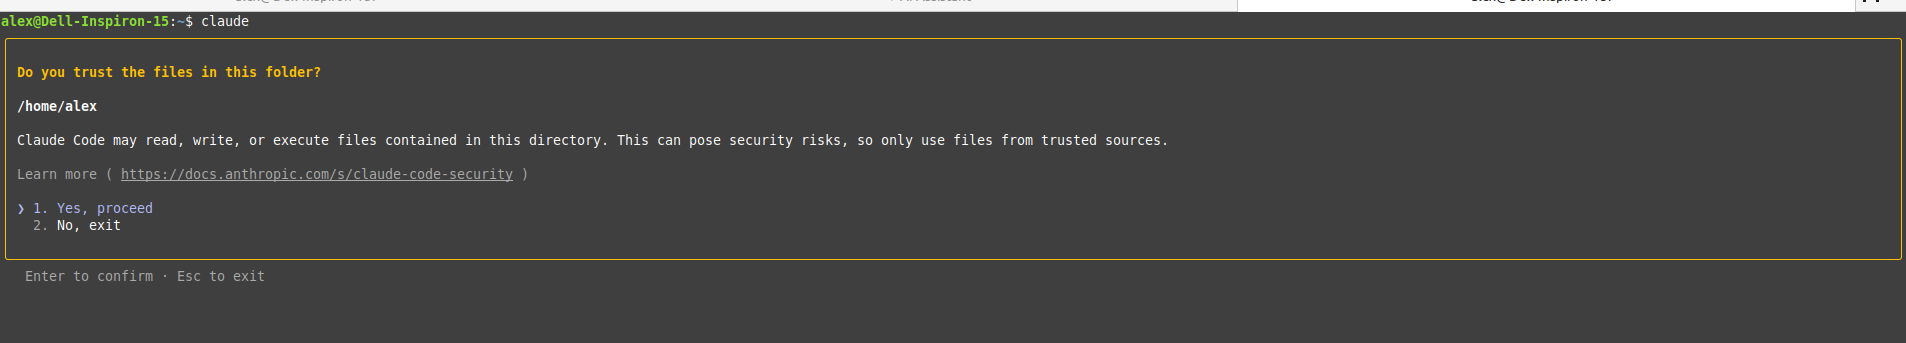 alex@Dell-Inspiron-15:~$ claude
Do you trust the files in this folder?
/home/alex
Claude Code may read, write, or execute files contained in this directory. This can pose security risks, so only use files from trusted sources.
Learn more ( https://docs.anthropic.com/s/claude-code-security )
❯ 1. Yes, proceed
2. No, exit
Enter to confirm · Esc to exit